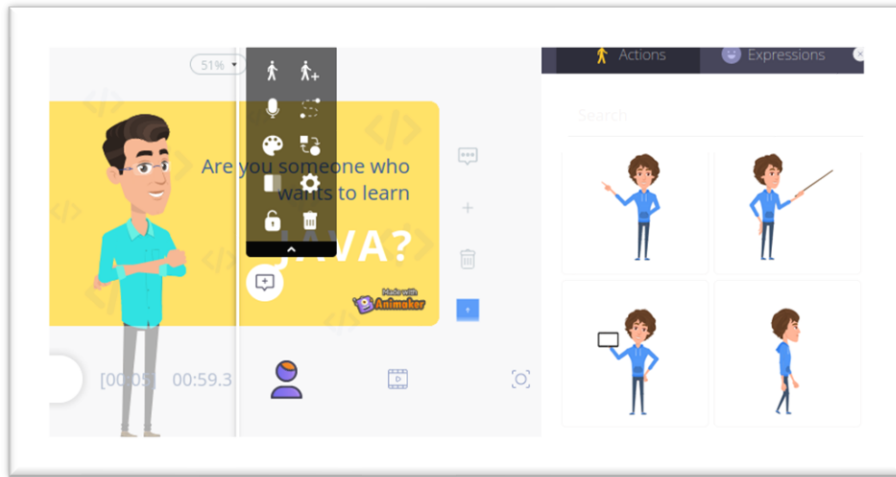 51%
Actions
Expressions
Search
Are you someone who
wants to learn
JAVA?
Made with
Animaker
[00:05] 00:59.3